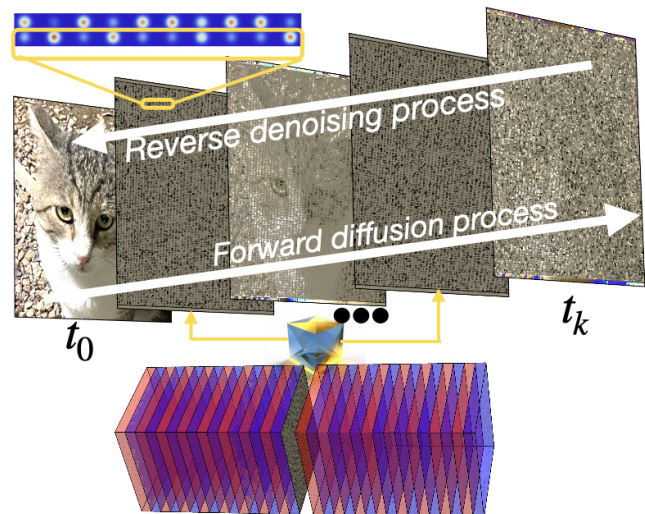 Reverse denoising process
Forward diffusion process
t0
tk